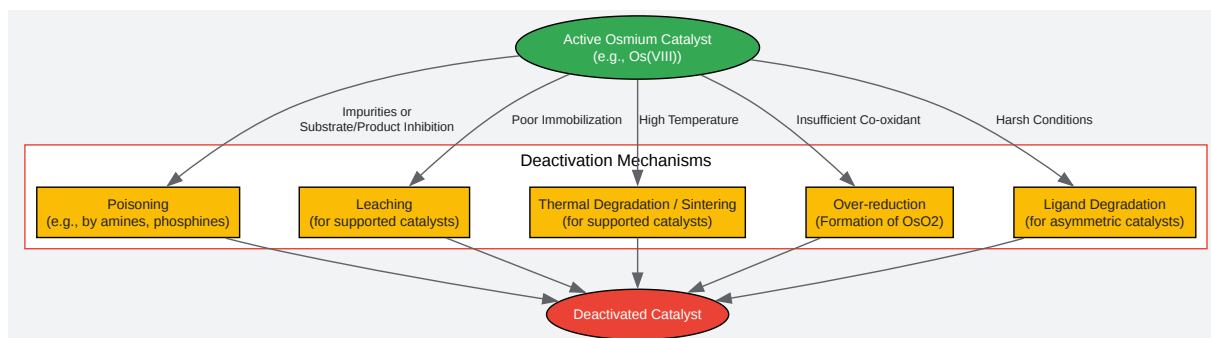 Active Osmium Catalyst
(e.g., Os(VIII))
Impurities or
Substrate/Product Inhibition
Poor Immobilization
High Temperature
Insufficient Co-oxidant
Harsh Conditions
Deactivation Mechanisms
Poisoning
(e.g., by amines, phosphines)
Leaching
(for supported catalysts)
Thermal Degradation / Sintering
(for supported catalysts)
Over-reduction
(Formation of OsO2)
Ligand Degradation
(for asymmetric catalysts)
Deactivated Catalyst